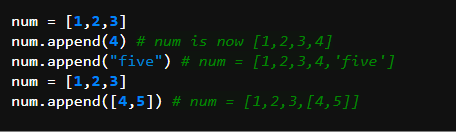 num = [1,2,3]
num.append(4) # num is now [1,2,3,4]
num.append("five") # num = [1,2,3,4,'five']
num = [1,2,3]
num.append([4,5]) # num = [1,2,3,[4,5]]